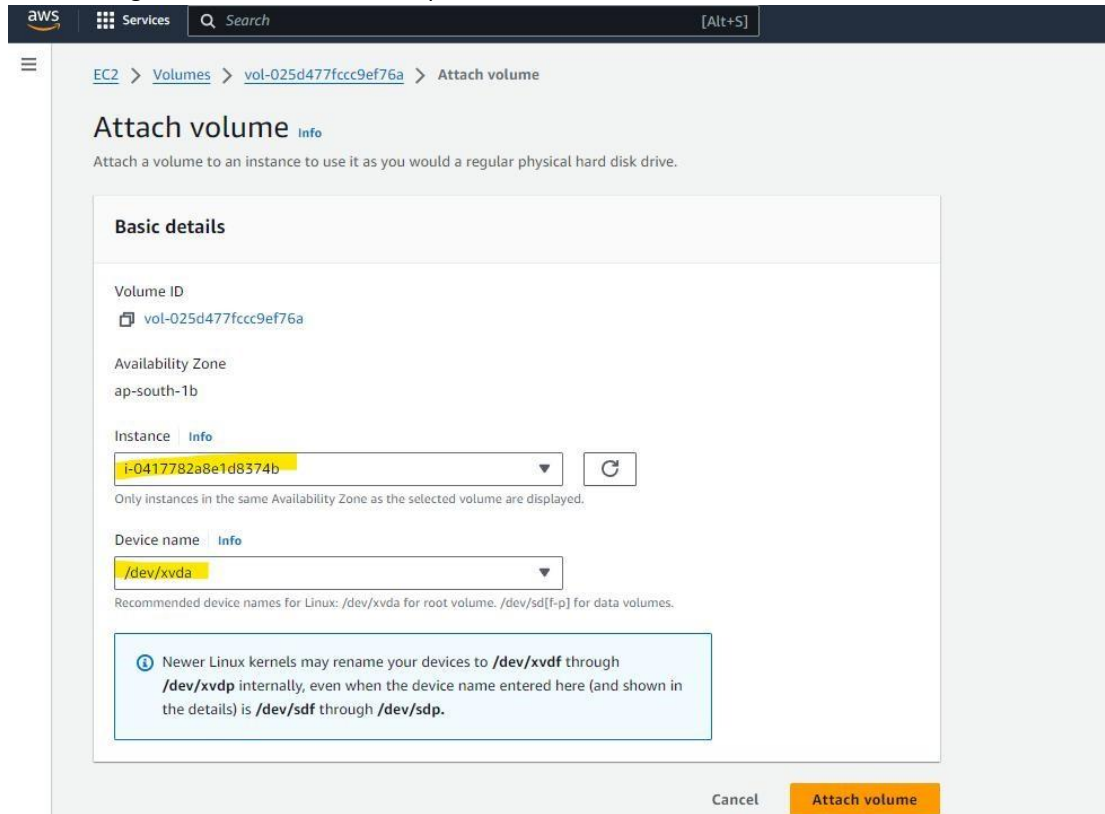 aws
Services
Search
[Alt+S]
EC2 > Volumes > vol-025d477fccc9ef76a > Attach volume
Attach volume Info
Attach a volume to an instance to use it as you would a regular physical hard disk drive.
Basic details
Volume ID
vol-025d477fccc9ef76a
Availability Zone
ap-south-1b
Instance Info
i-0417782a8e1d8374b
Only instances in the same Availability Zone as the selected volume are displayed.
Device name Info
/dev/xvda
Recommended device names for Linux: /dev/xvda for root volume. /dev/sd[f-p] for data volumes.
Newer Linux kernels may rename your devices to /dev/xvdf through
/dev/xvdp internally, even when the device name entered here (and shown in
the details) is /dev/sdf through /dev/sdp.
Cancel
Attach volume